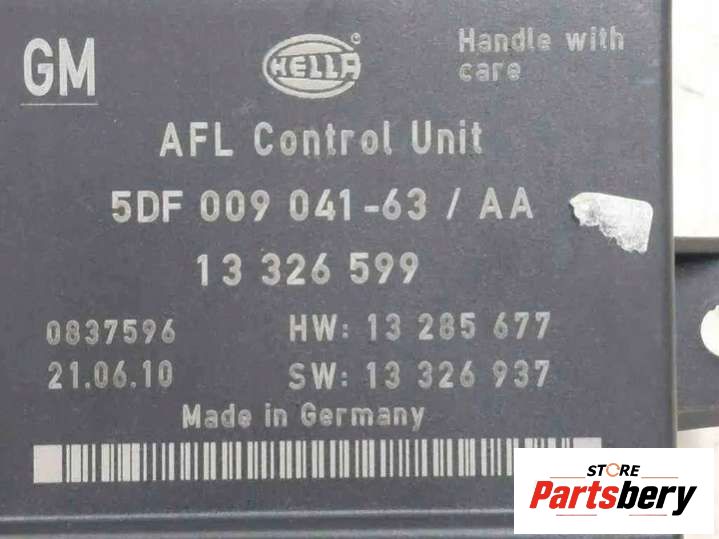 GM
HELLA
©
Handle with
care
AFL Control Unit
5DF 009 041-63 / AA
13 326 599
0837596
HW: 13 285 677
21.06.10
SW: 13 326 937
Made in Germany
STORE
Partsbery